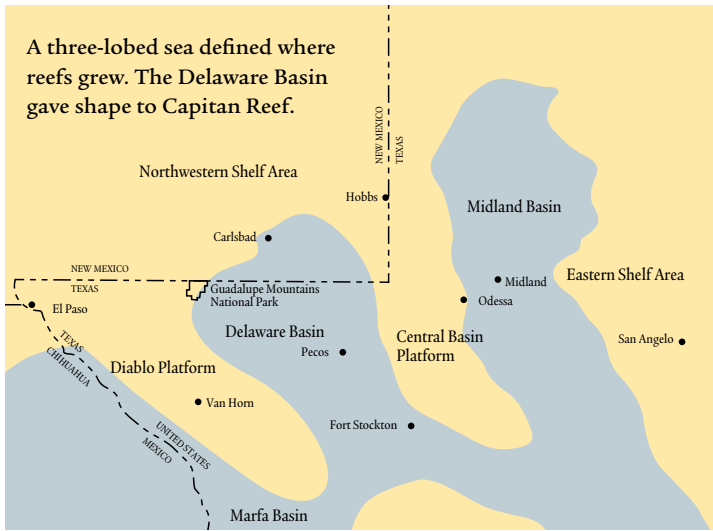 A three-lobed sea defined where
reefs grew. The Delaware Basin
gave shape to Capitan Reef.
NEW MEXICO
TEXAS
Northwestern Shelf Area
Hobbs
Midland Basin
Carlsbad
NEW MEXICO
TEXAS
Guadalupe Mountains
National Park
Midland
Eastern Shelf Area
Odessa
El Paso
Delaware Basin
Central Basin
Platform
San Angelo
TEXAS
CHIHUAHUA
Pecos
Diablo Platform
Van Horn
Fort Stockton
UNITED STATES
MEXICO
Marfa Basin